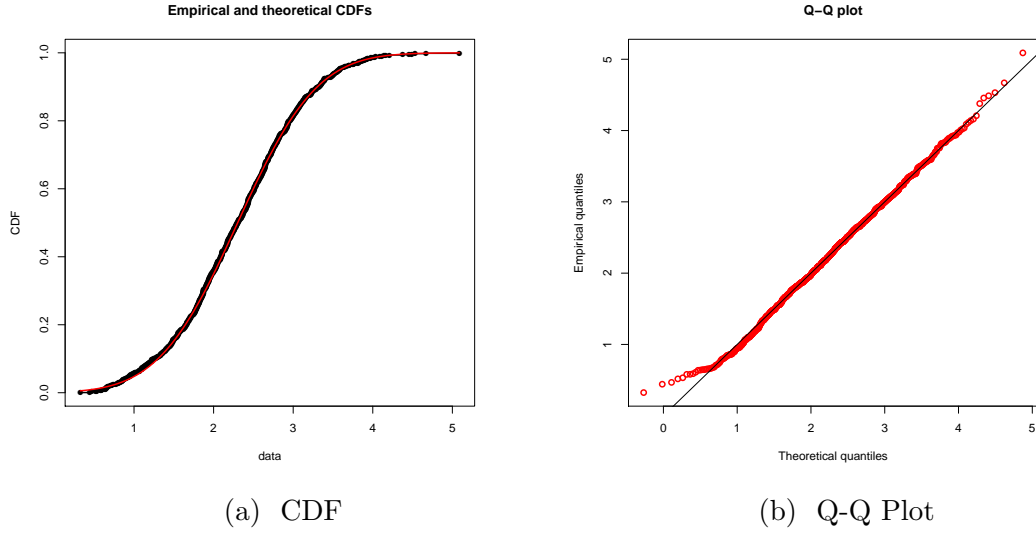 Empirical and theoretical CDFs
CDF
0.0
0.2
0.4
0.6
0.8
1.0
1
2
3
4
5
data
(a) CDF
Q−Q plot
Empirical quantiles
1
2
3
4
5
0
1
2
3
4
5
Theoretical quantiles
(b) Q-Q Plot